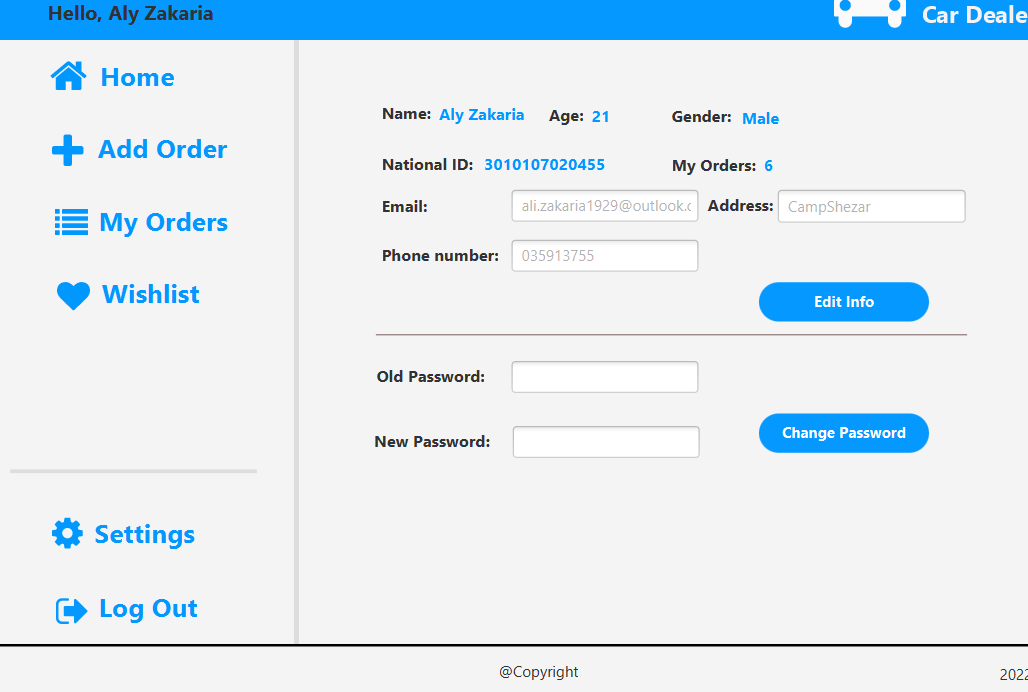 Hello, Aly Zakaria
Car Deale
Home
Add Order
My Orders
Wishlist
Settings
Log Out
Name: Aly Zakaria Age: 21 Gender: Male
National ID: 3010107020455 My Orders: 6
Email: ali.zakaria1929@outlook.c Address: CampShezar
Phone number: 035913755
Edit Info
Old Password:
New Password:
Change Password
@Copyright
2022